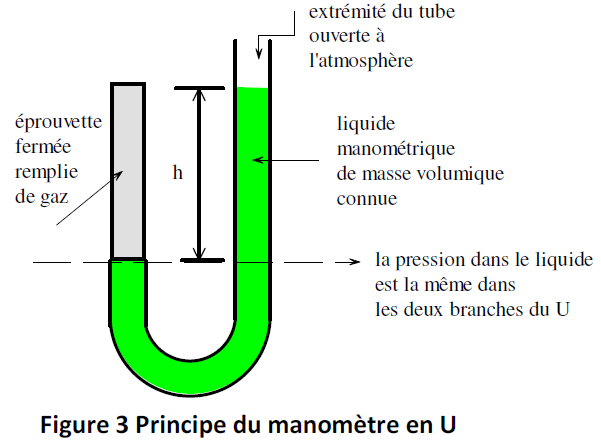 extrémité du tube
ouverte à
l'atmosphère
éprouvette
fermée
remplie
de gaz
h
liquide
manométrique
de masse volumique
connue
la pression dans le liquide
est la même dans
les deux branches du U
Figure 3 Principe du manomètre en U